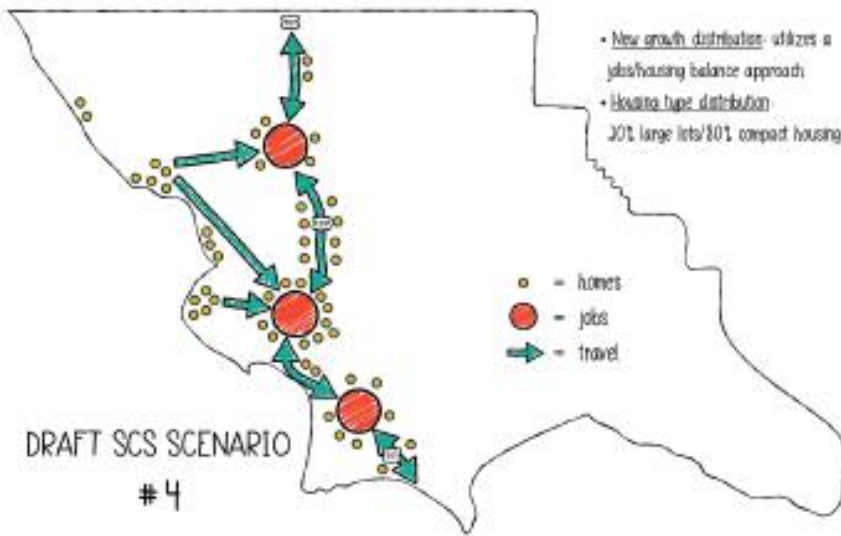 • New growth distribution- utilizes a
jobs/housing balance approach
• Housing type distribution-
20% large lots/80% compact housing
= homes
= jobs
= travel
DRAFT SCS SCENARIO
#4